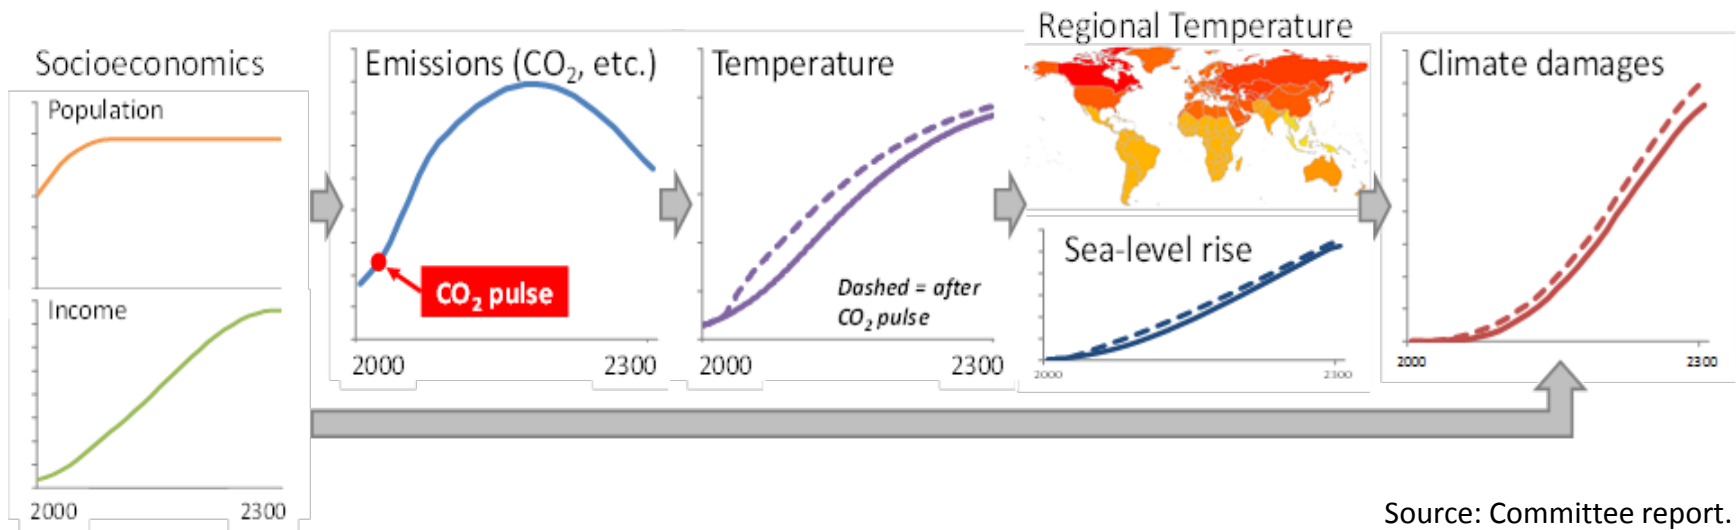 Socioeconomics
Population
Income
2000 2300
Emissions (CO₂, etc.)
CO₂ pulse
2000 2300
Temperature
Dashed = after
CO₂ pulse
2000 2300
Regional Temperature
Sea-level rise
2000 2300
Climate damages
2000 2300
Source: Committee report.